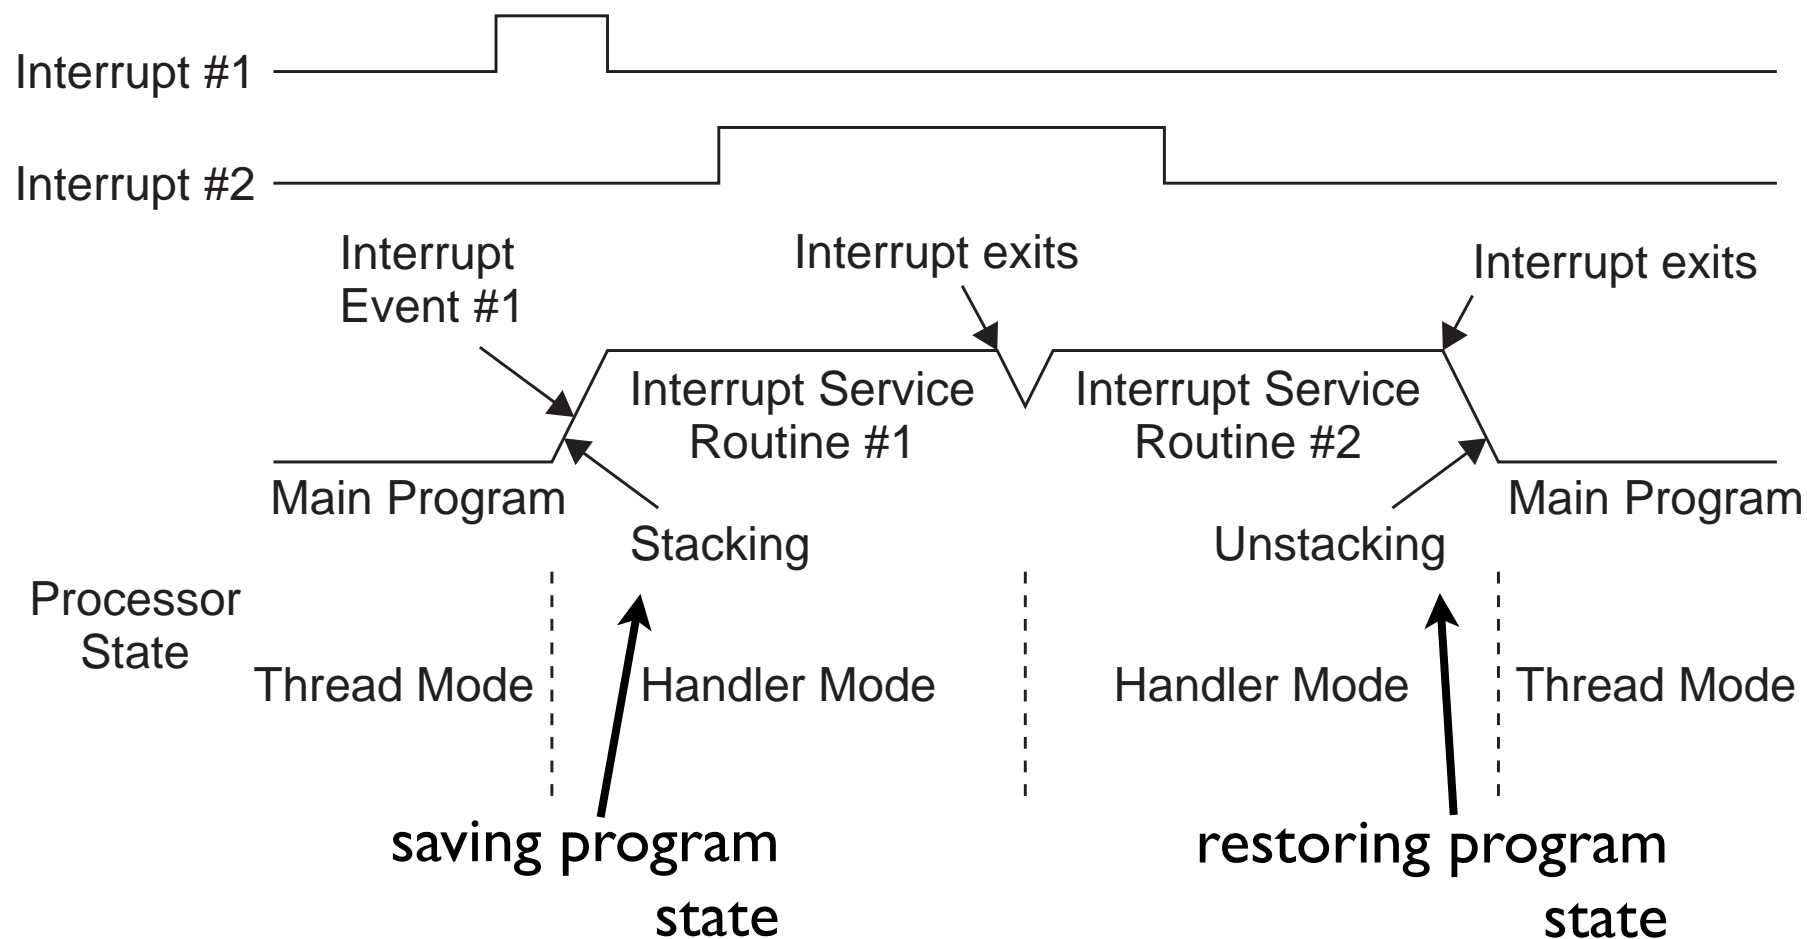 Interrupt #1
Interrupt #2
Interrupt
Event #1
Interrupt exits
Interrupt exits
Interrupt Service
Routine #1
Interrupt Service
Routine #2
Main Program
Main Program
Stacking
Unstacking
Processor
State
Thread Mode
Handler Mode
Handler Mode
Thread Mode
saving program
state
restoring program
state